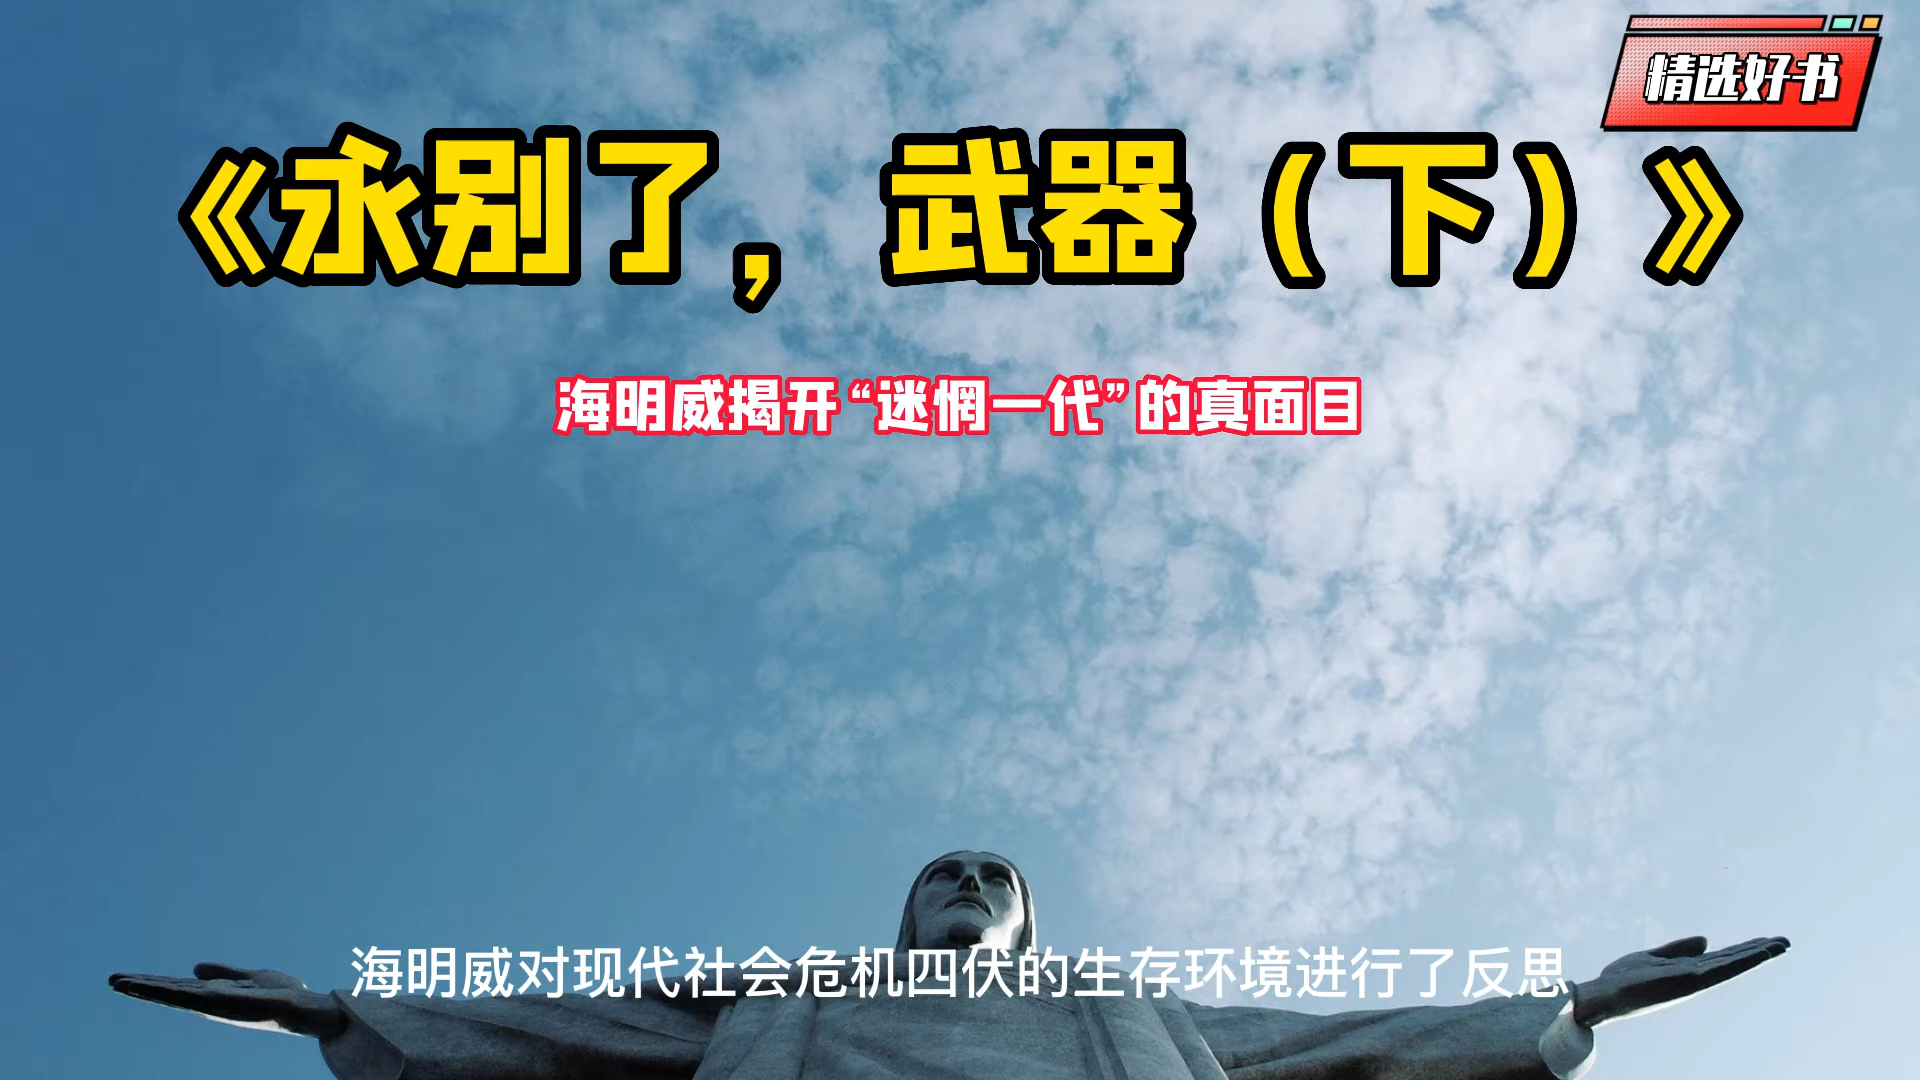 精选好书
《永别了，武器（下）》
海明威揭开“迷惘一代”的真面目
海明威对现代社会危机四伏的生存环境进行了反思